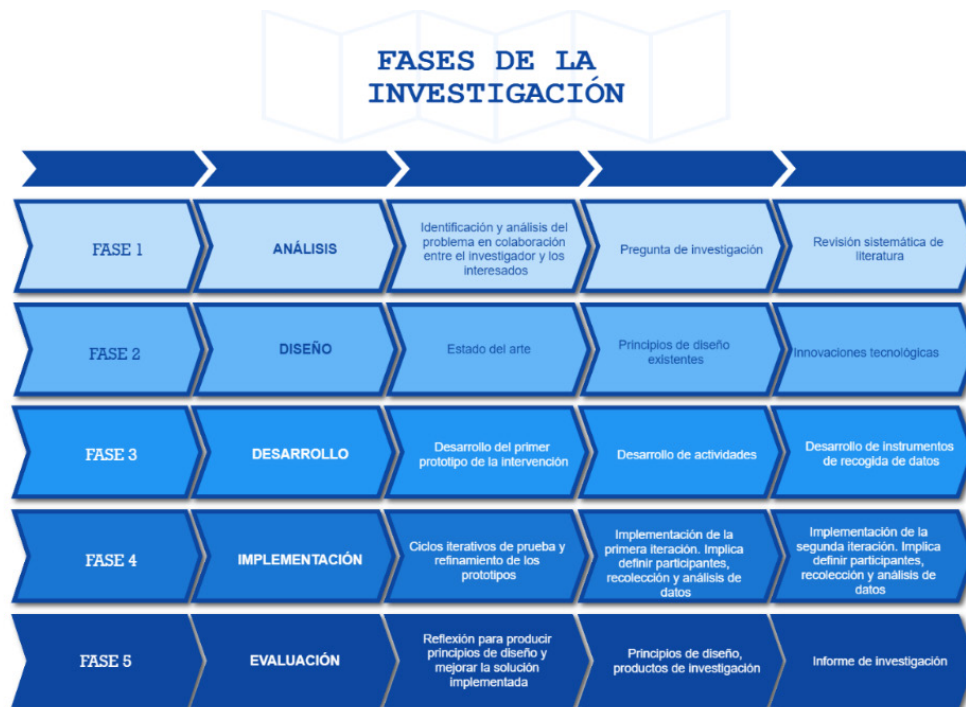 FASES DE LA
INVESTIGACIÓN
FASE 1
ANÁLISIS
Identificación y análisis del
problema en colaboración
entre el investigador y los
interesados
Pregunta de investigación
Revisión sistemática de
literatura
FASE 2
DISEÑO
Estado del arte
Principios de diseño
existentes
Innovaciones tecnológicas
FASE 3
DESARROLLO
Desarrollo del primer
prototipo de la intervención
Desarrollo de actividades
Desarrollo de instrumentos
de recogida de datos
FASE 4
IMPLEMENTACIÓN
Ciclos iterativos de prueba y
refinamiento de los
prototipos
Implementación de la
primera iteración. Implica
definir participantes,
recolección y análisis de
datos
Implementación de la
segunda iteración. Implica
definir participantes,
recolección y análisis de
datos
FASE 5
EVALUACIÓN
Reflexión para producir
principios de diseño y
mejorar la solución
implementada
Principios de diseño,
productos de investigación
Informe de investigación